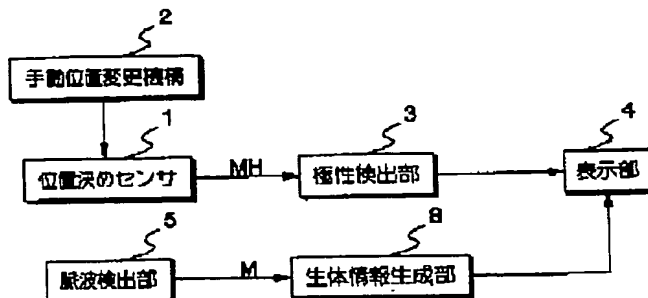 2
手動位置変更機構
1
3
4
位置決めセンサ
MH
極性検出部
表示部
5
8
脈波検出部
M
生体情報生成部